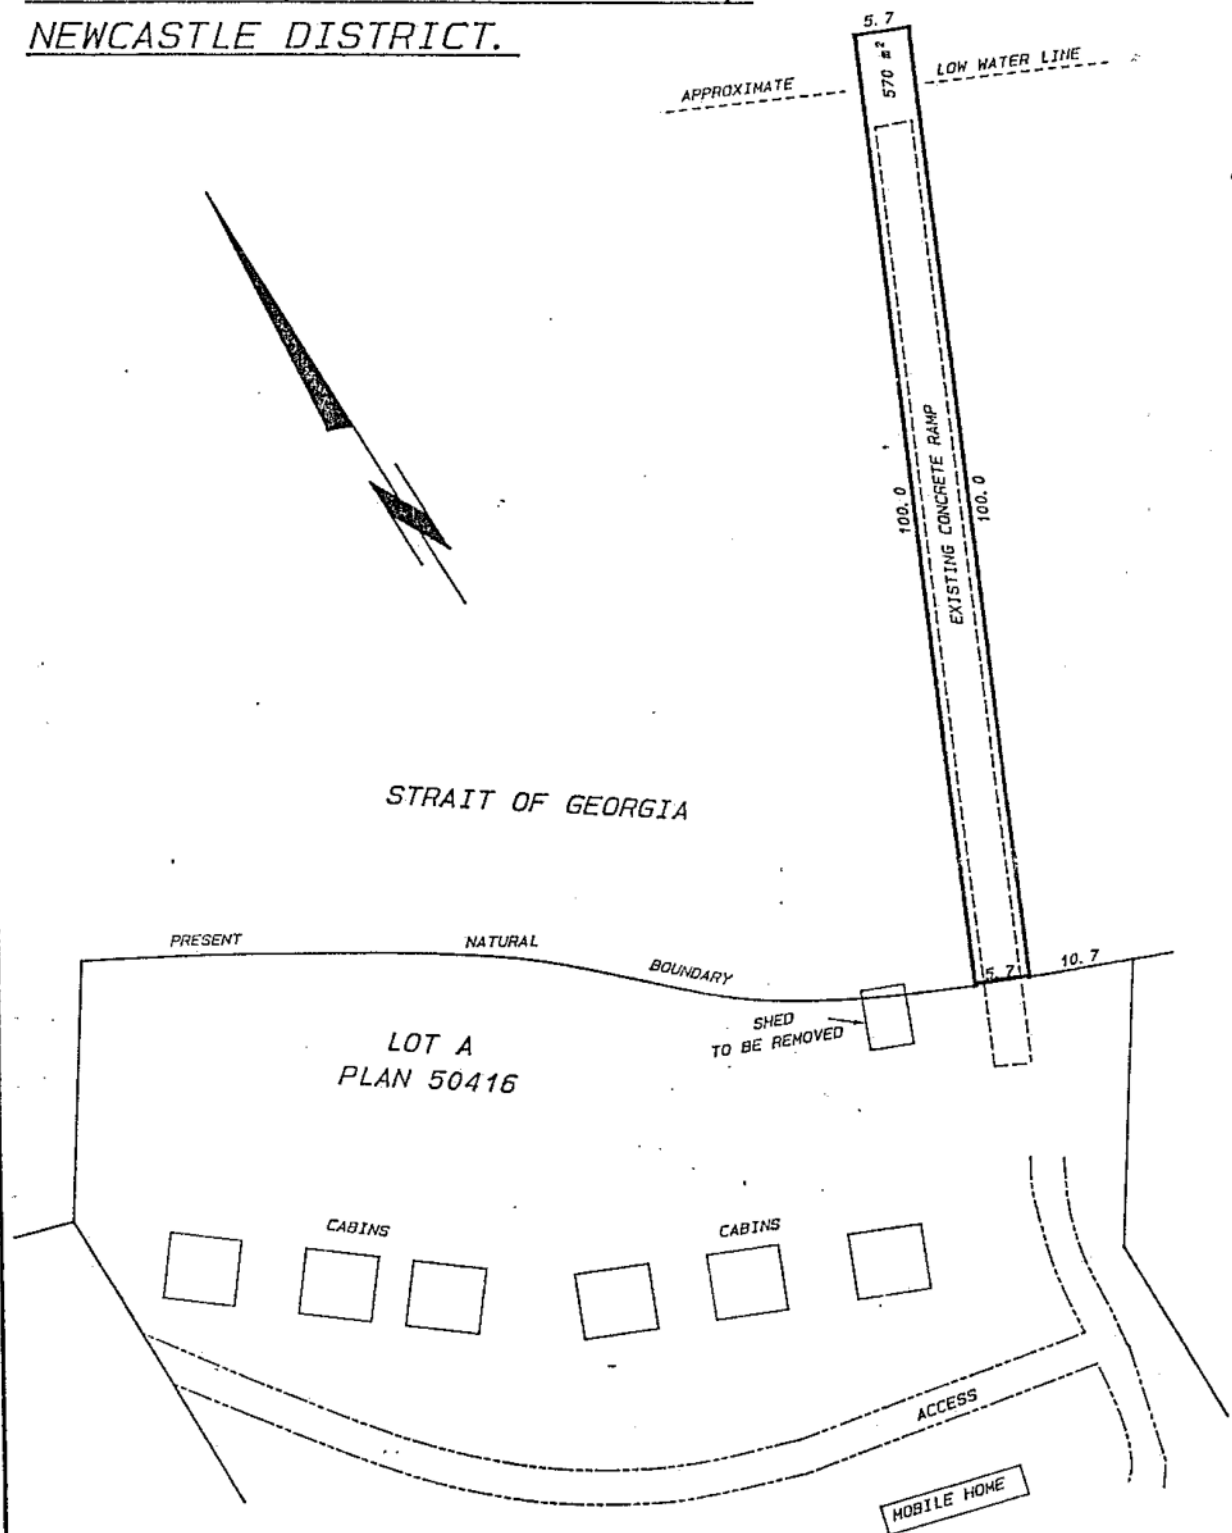 NEWCASTLE DISTRICT.
5.7
570 m²
APPROXIMATE
LOW WATER LINE
EXISTING CONCRETE RAMP
100.0
100.0
STRAIT OF GEORGIA
PRESENT NATURAL BOUNDARY
5.7
10.7
SHED
TO BE REMOVED
LOT A
PLAN 50416
CABINS
CABINS
ACCESS
MOBILE HOME